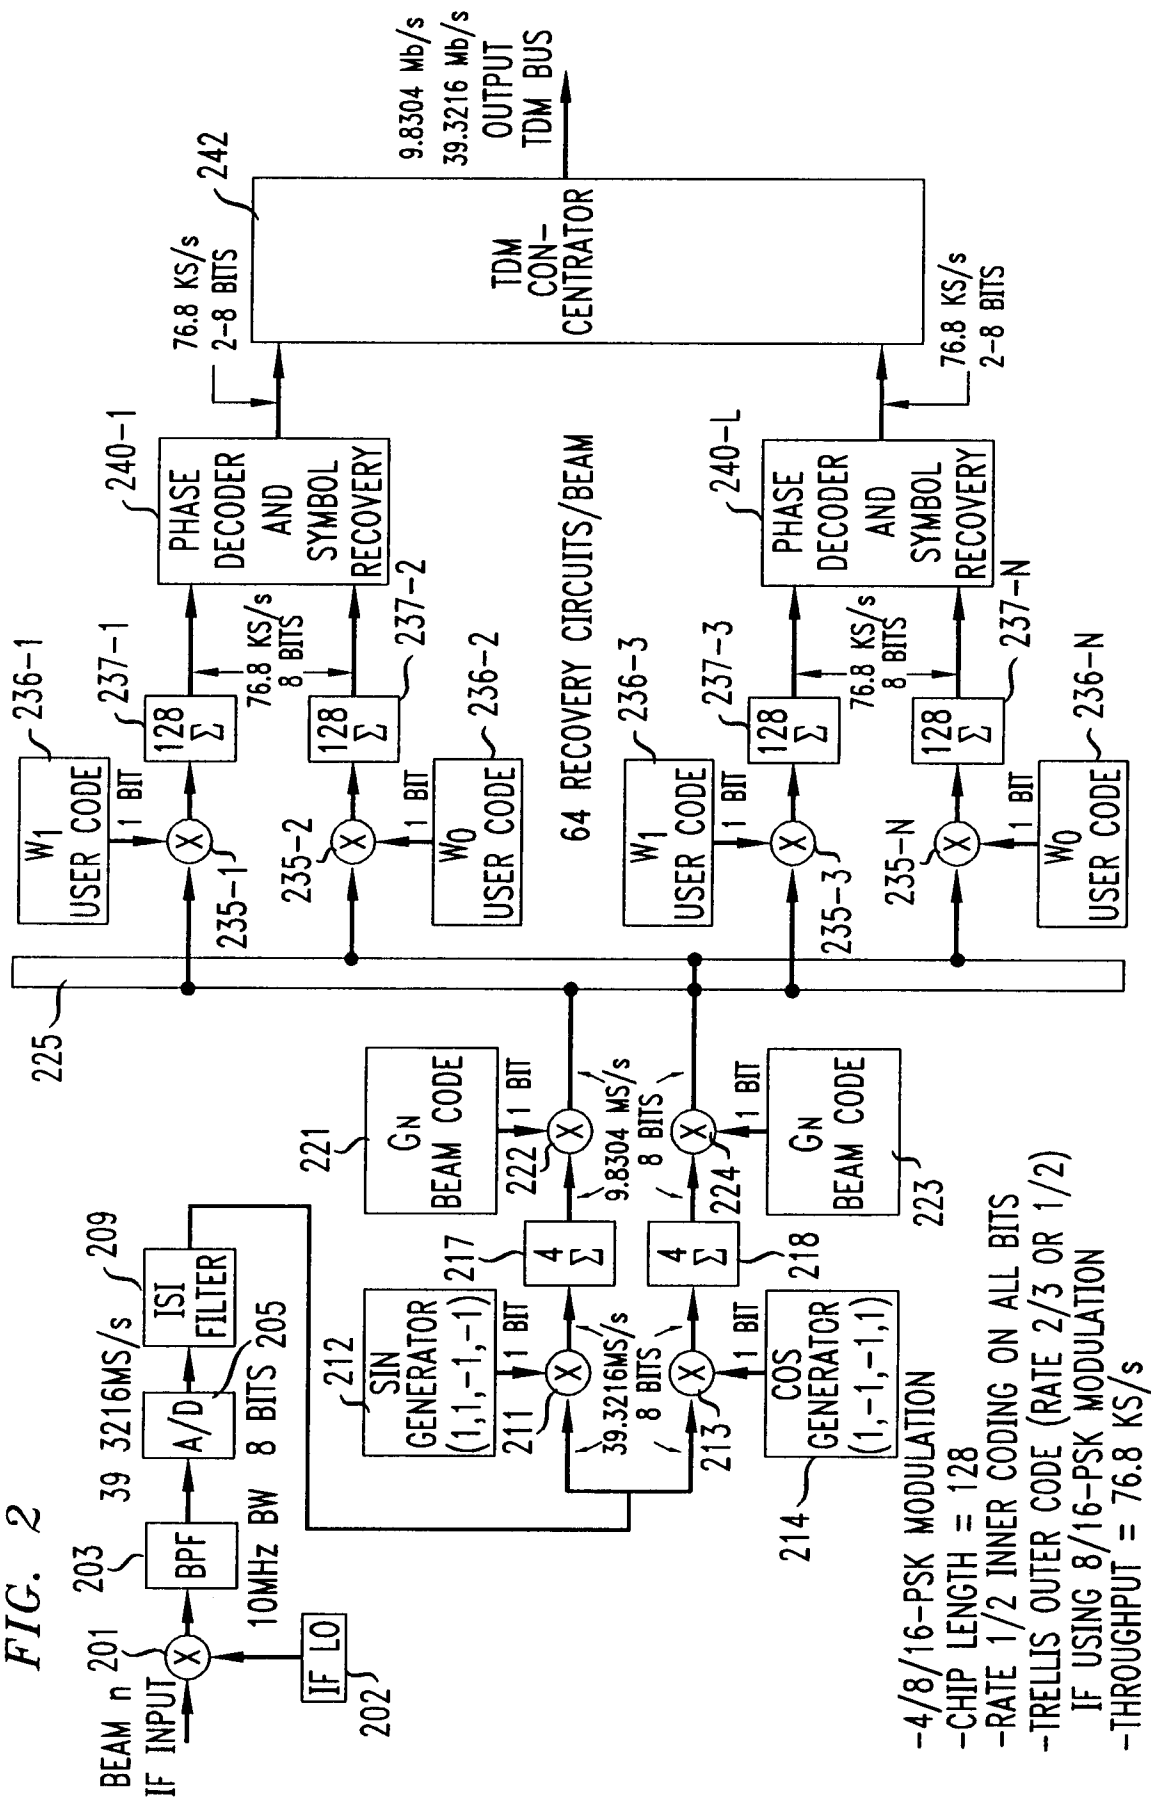 FIG. 2
BEAM n
IF INPUT
201
IF LO
202
203
BPF
10MHz BW
39 3216MS/s
A/D
205
8 BITS
209
ISI
FILTER
212
SIN
GENERATOR
(1,1,-1,-1)
1 BIT
211
39.3216MS/s
8 BITS
213
1 BIT
COS
GENERATOR
(1,-1,-1,1)
214
217
4
Σ
4
Σ
218
221
GN
BEAM CODE
1 BIT
222
9.8304 MS/s
8 BITS
224
1 BIT
GN
BEAM CODE
223
225
W1
USER CODE
236-1
1 BIT
X
235-1
128
Σ
237-1
76.8 KS/s
8 BITS
235-2
X
128
Σ
237-2
1 BIT
W0
USER CODE
236-2
240-1
PHASE
DECODER
AND
SYMBOL
RECOVERY
76.8 KS/s
2-8 BITS
64 RECOVERY CIRCUITS/BEAM
W1
USER CODE
236-3
1 BIT
X
235-3
128
Σ
237-3
76.8 KS/s
8 BITS
235-N
X
128
Σ
237-N
1 BIT
W0
USER CODE
236-N
240-L
PHASE
DECODER
AND
SYMBOL
RECOVERY
76.8 KS/s
2-8 BITS
242
TDM
CON-
CENTRATOR
9.8304 Mb/s
39.3216 Mb/s
OUTPUT
TDM BUS
X
X
X
X
X
-4/8/16-PSK MODULATION
-CHIP LENGTH = 128
-RATE 1/2 INNER CODING ON ALL BITS
-TRELLIS OUTER CODE (RATE 2/3 OR 1/2)
IF USING 8/16-PSK MODULATION
-THROUGHPUT = 76.8 KS/s